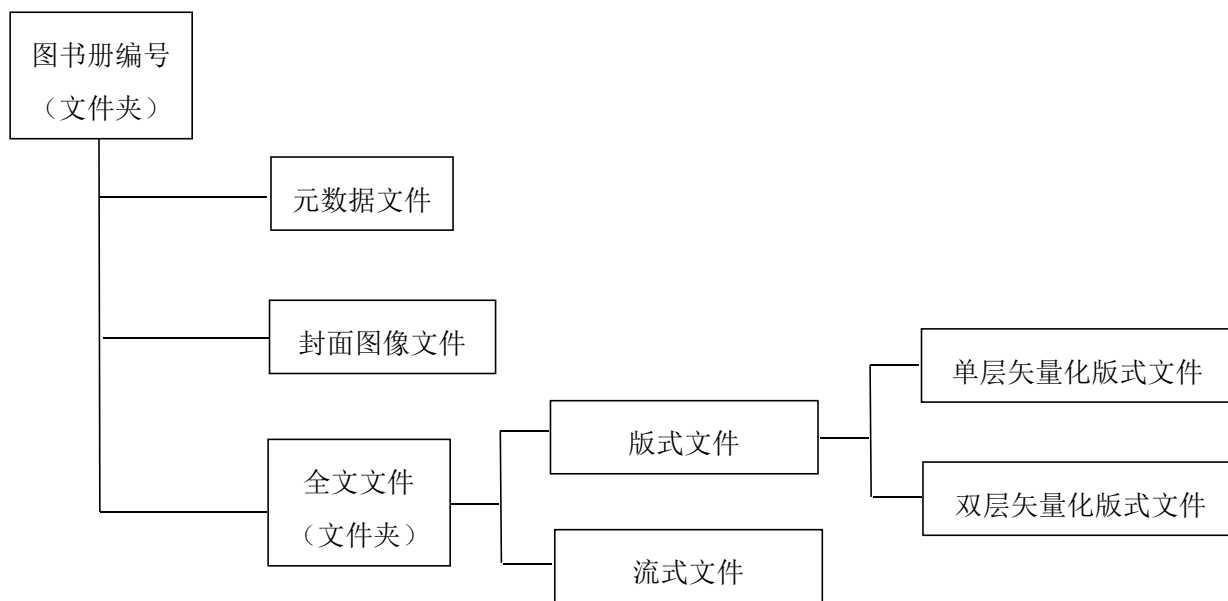 图书册编号
（文件夹）
元数据文件
封面图像文件
全文文件
（文件夹）
版式文件
流式文件
单层矢量化版式文件
双层矢量化版式文件